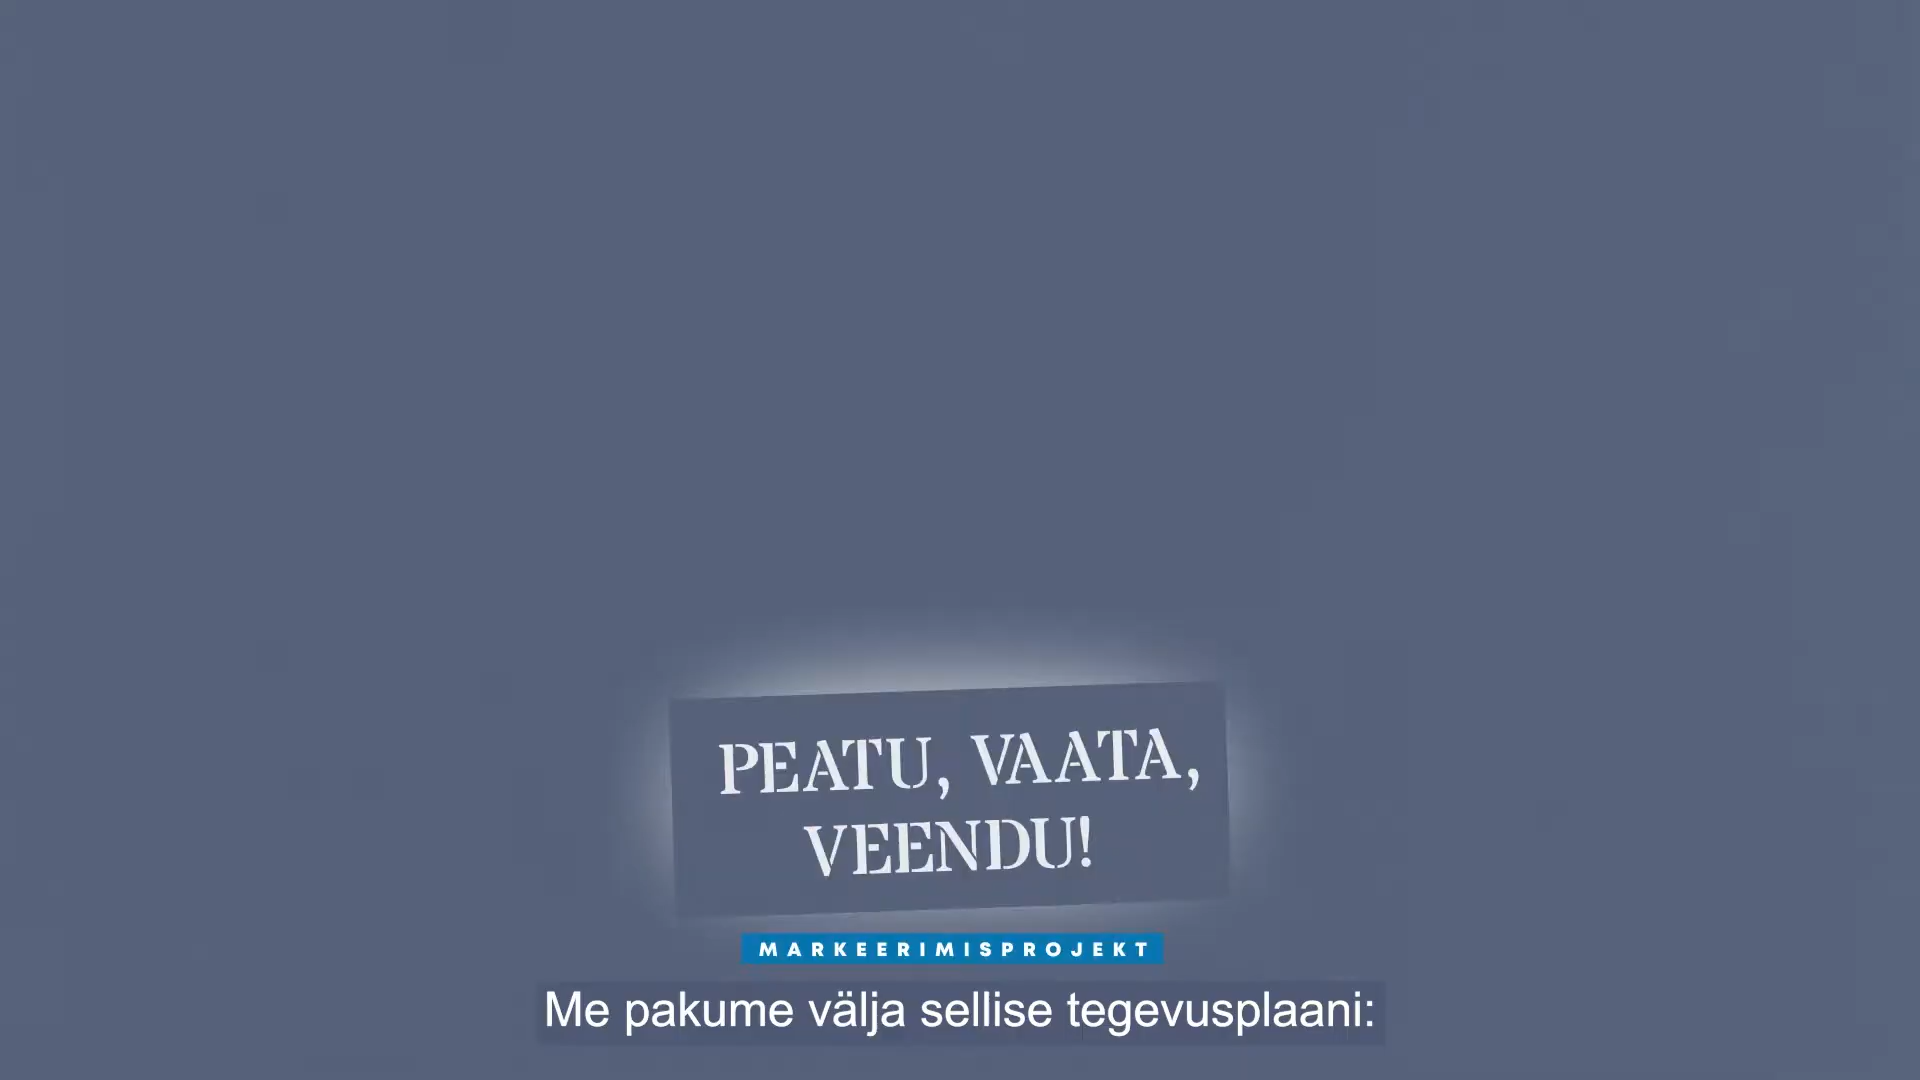 PEATU, VAATA,
VEENDU!
MARKEERIMISPROJEKT
Me pakume välja sellise tegevusplaani: